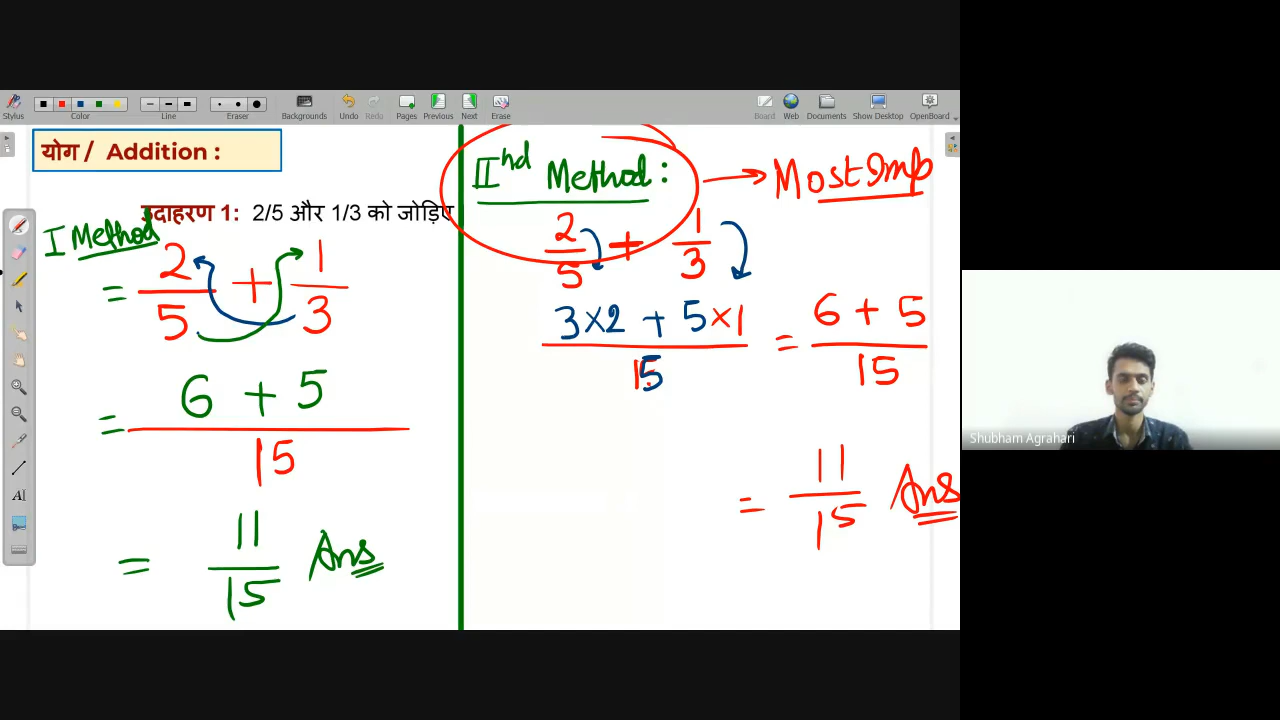 Stylus Color Line Eraser Backgrounds Undo Redo Pages Previous Next Erase Board Web Documents Show Desktop OpenBoard
योग / Addition :
उदाहरण 1: 2/5 और 1/3 को जोड़िए
I Method
= 2/5 + 1/3
= 6 + 5 / 15
= 11/15 Ans
IInd Method : → Most Imp
2/5 + 1/3
3×2 + 5×1 / 15 = 6 + 5 / 15
= 11/15 Ans
Shubham Agrahari
AI